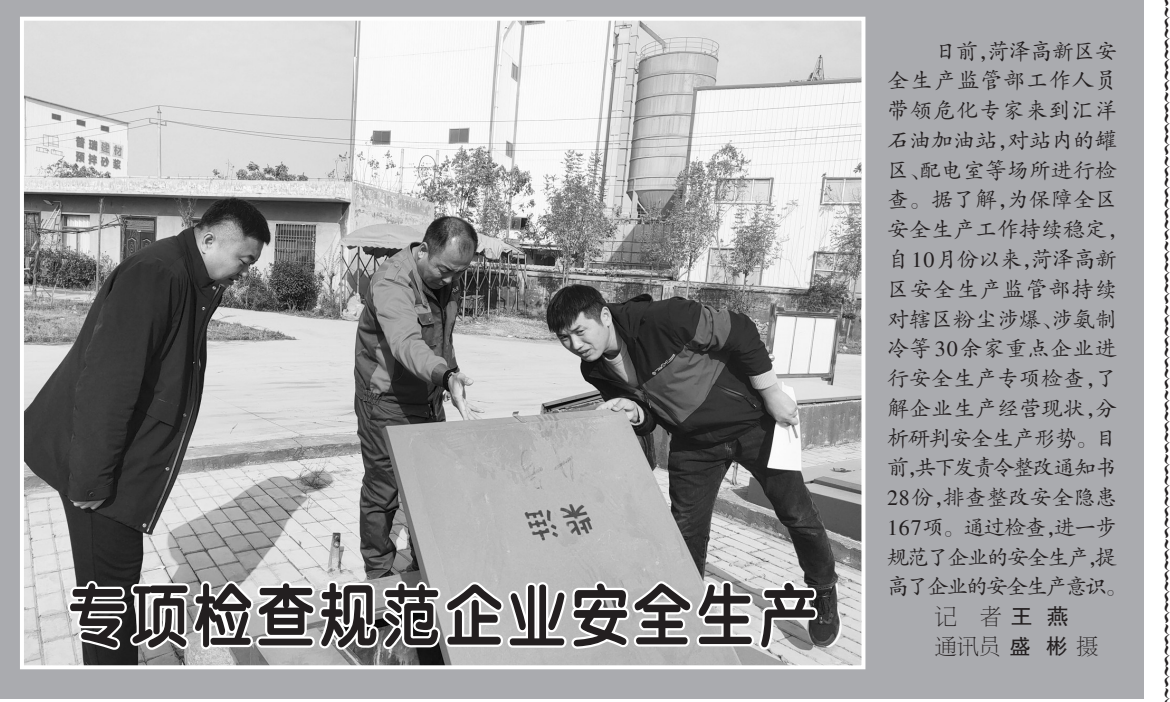 普瑞建材
预拌砂浆
柴油
专项检查规范企业安全生产
日前,菏泽高新区安
全生产监管部工作人员
带领危化专家来到汇洋
石油加油站,对站内的罐
区、配电室等场所进行检
查。据了解,为保障全区
安全生产工作持续稳定,
自10月份以来,菏泽高新
区安全生产监管部持续
对辖区粉尘涉爆、涉氨制
冷等30余家重点企业进
行安全生产专项检查,了
解企业生产经营现状,分
析研判安全生产形势。目
前,共下发责令整改通知书
28份,排查整改安全隐患
167项。通过检查,进一步
规范了企业的安全生产,提
高了企业的安全生产意识。
记 者 王 燕
通讯员 盛 彬 摄